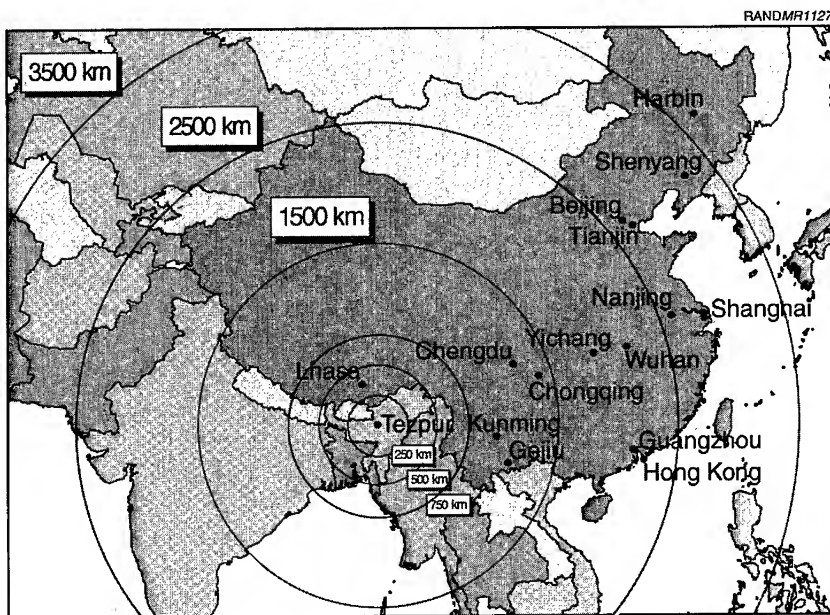 RANDMR1127
3500 km
2500 km
1500 km
Harbin
Shenyang
Beijing
Tianjin
Nanjing
Shanghai
Yichang
Wuhan
Chengdu
Chongqing
Lhasa
Tezpur
Kunming
Gejiu
250 km
500 km
750 km
Guangzhou
Hong Kong